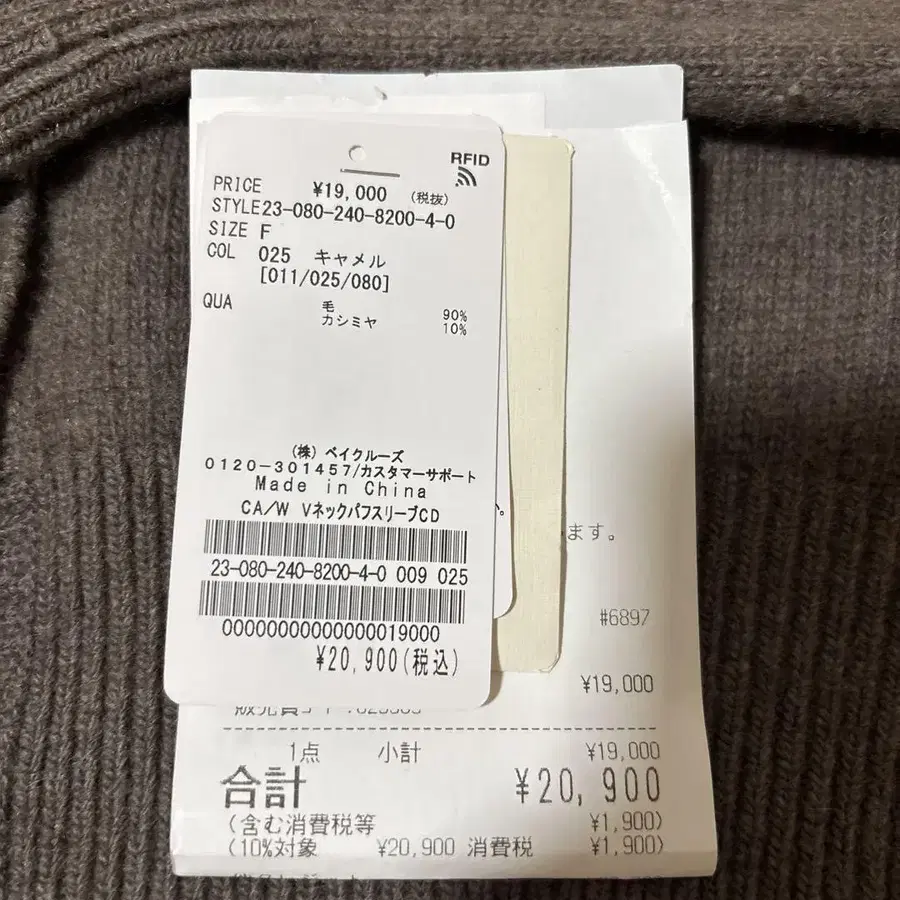 RFID
PRICE ¥19,000 (税抜)
STYLE23-080-240-8200-4-0
SIZE F
COL 025 キャメル
[011/025/080]
QUA 毛 90%
カシミヤ 10%
(株) ベイクルーズ
0120-301457/カスタマーサポート
Made in China
CA/W VネックパフスリーブCD
23-080-240-8200-4-0 009 025
00000000000000019000
¥20,900(税込)
ます。
#6897
¥19,000
1点 小計 ¥19,000
合計 ¥20,900
(含む消費税等 ¥1,900)
(10%対象 ¥20,900 消費税 ¥1,900)